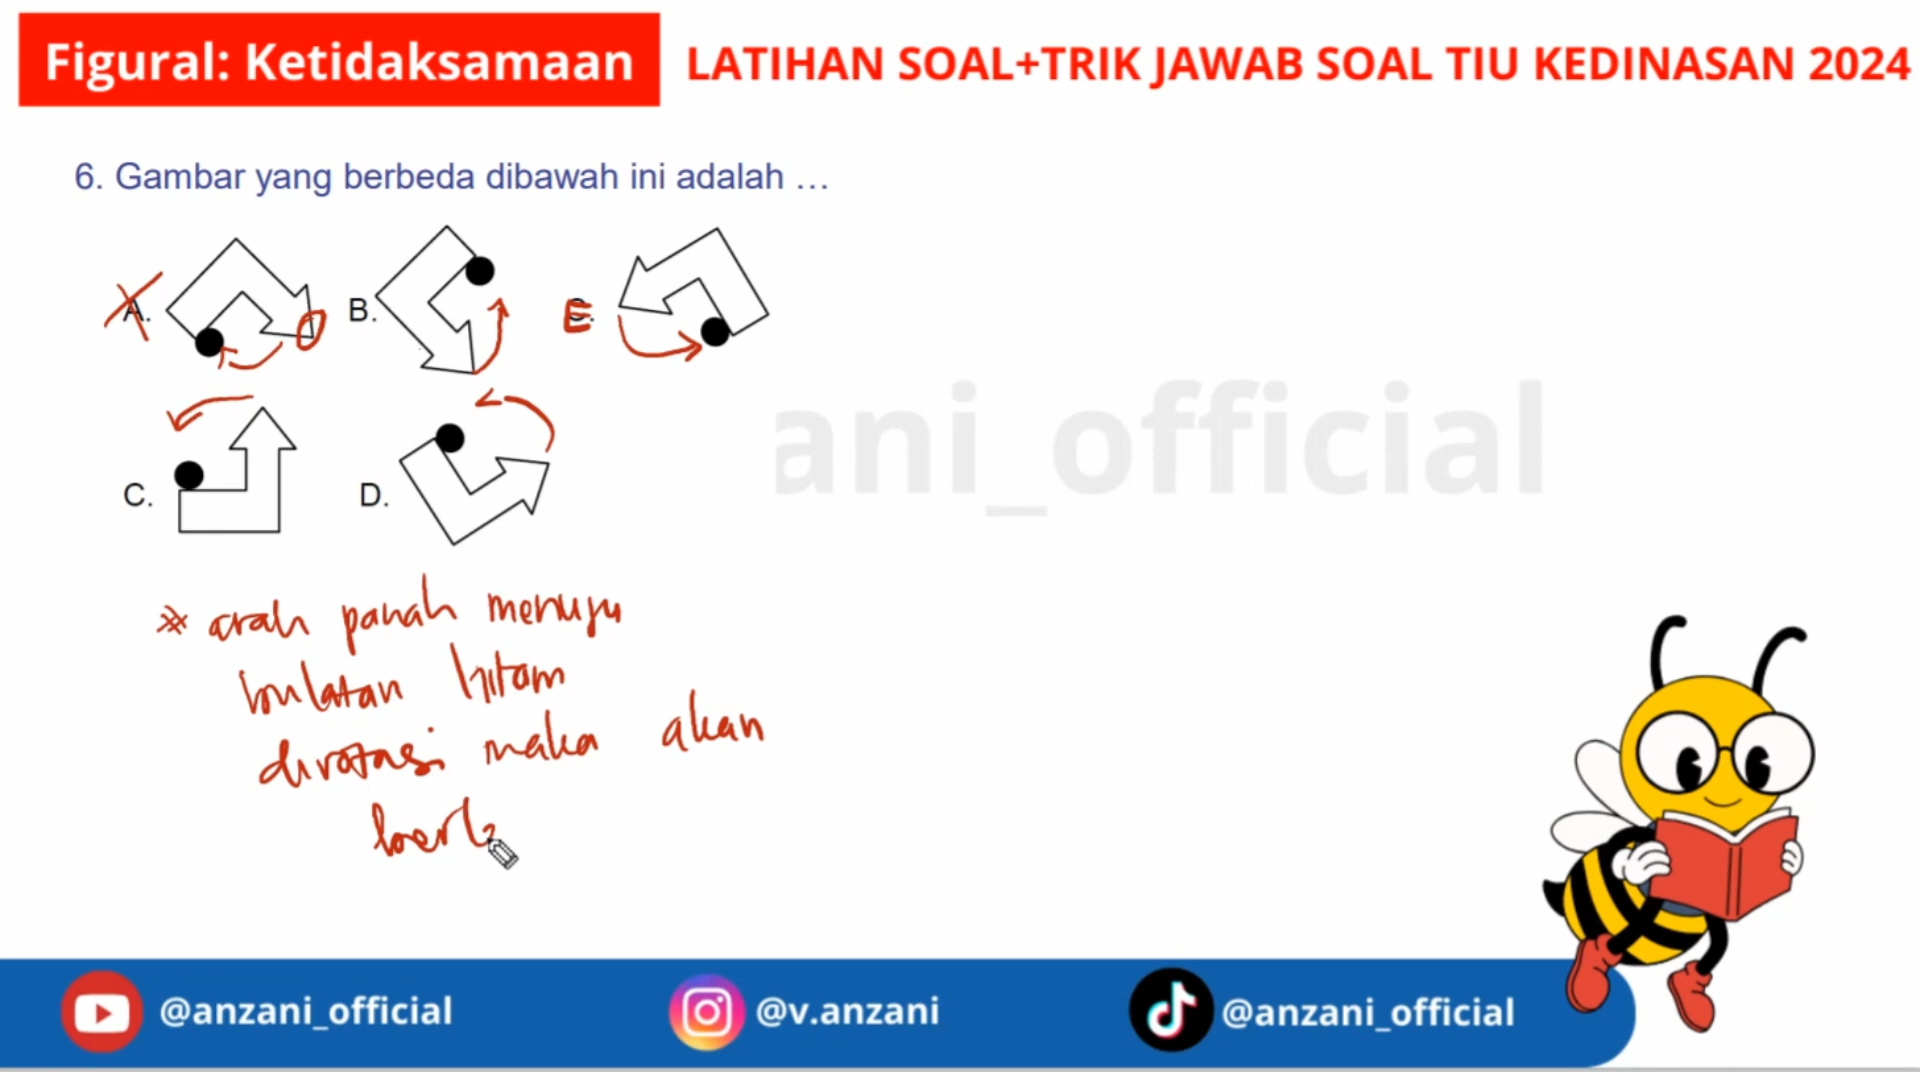 Figural: Ketidaksamaan
LATIHAN SOAL+TRIK JAWAB SOAL TIU KEDINASAN 2024
6. Gambar yang berbeda dibawah ini adalah …
A. B. E.
C. D.
ani_official
* arah panah menuju
bulatan hitam
dirotasi maka akan
@anzani_official @v.anzani @anzani_official